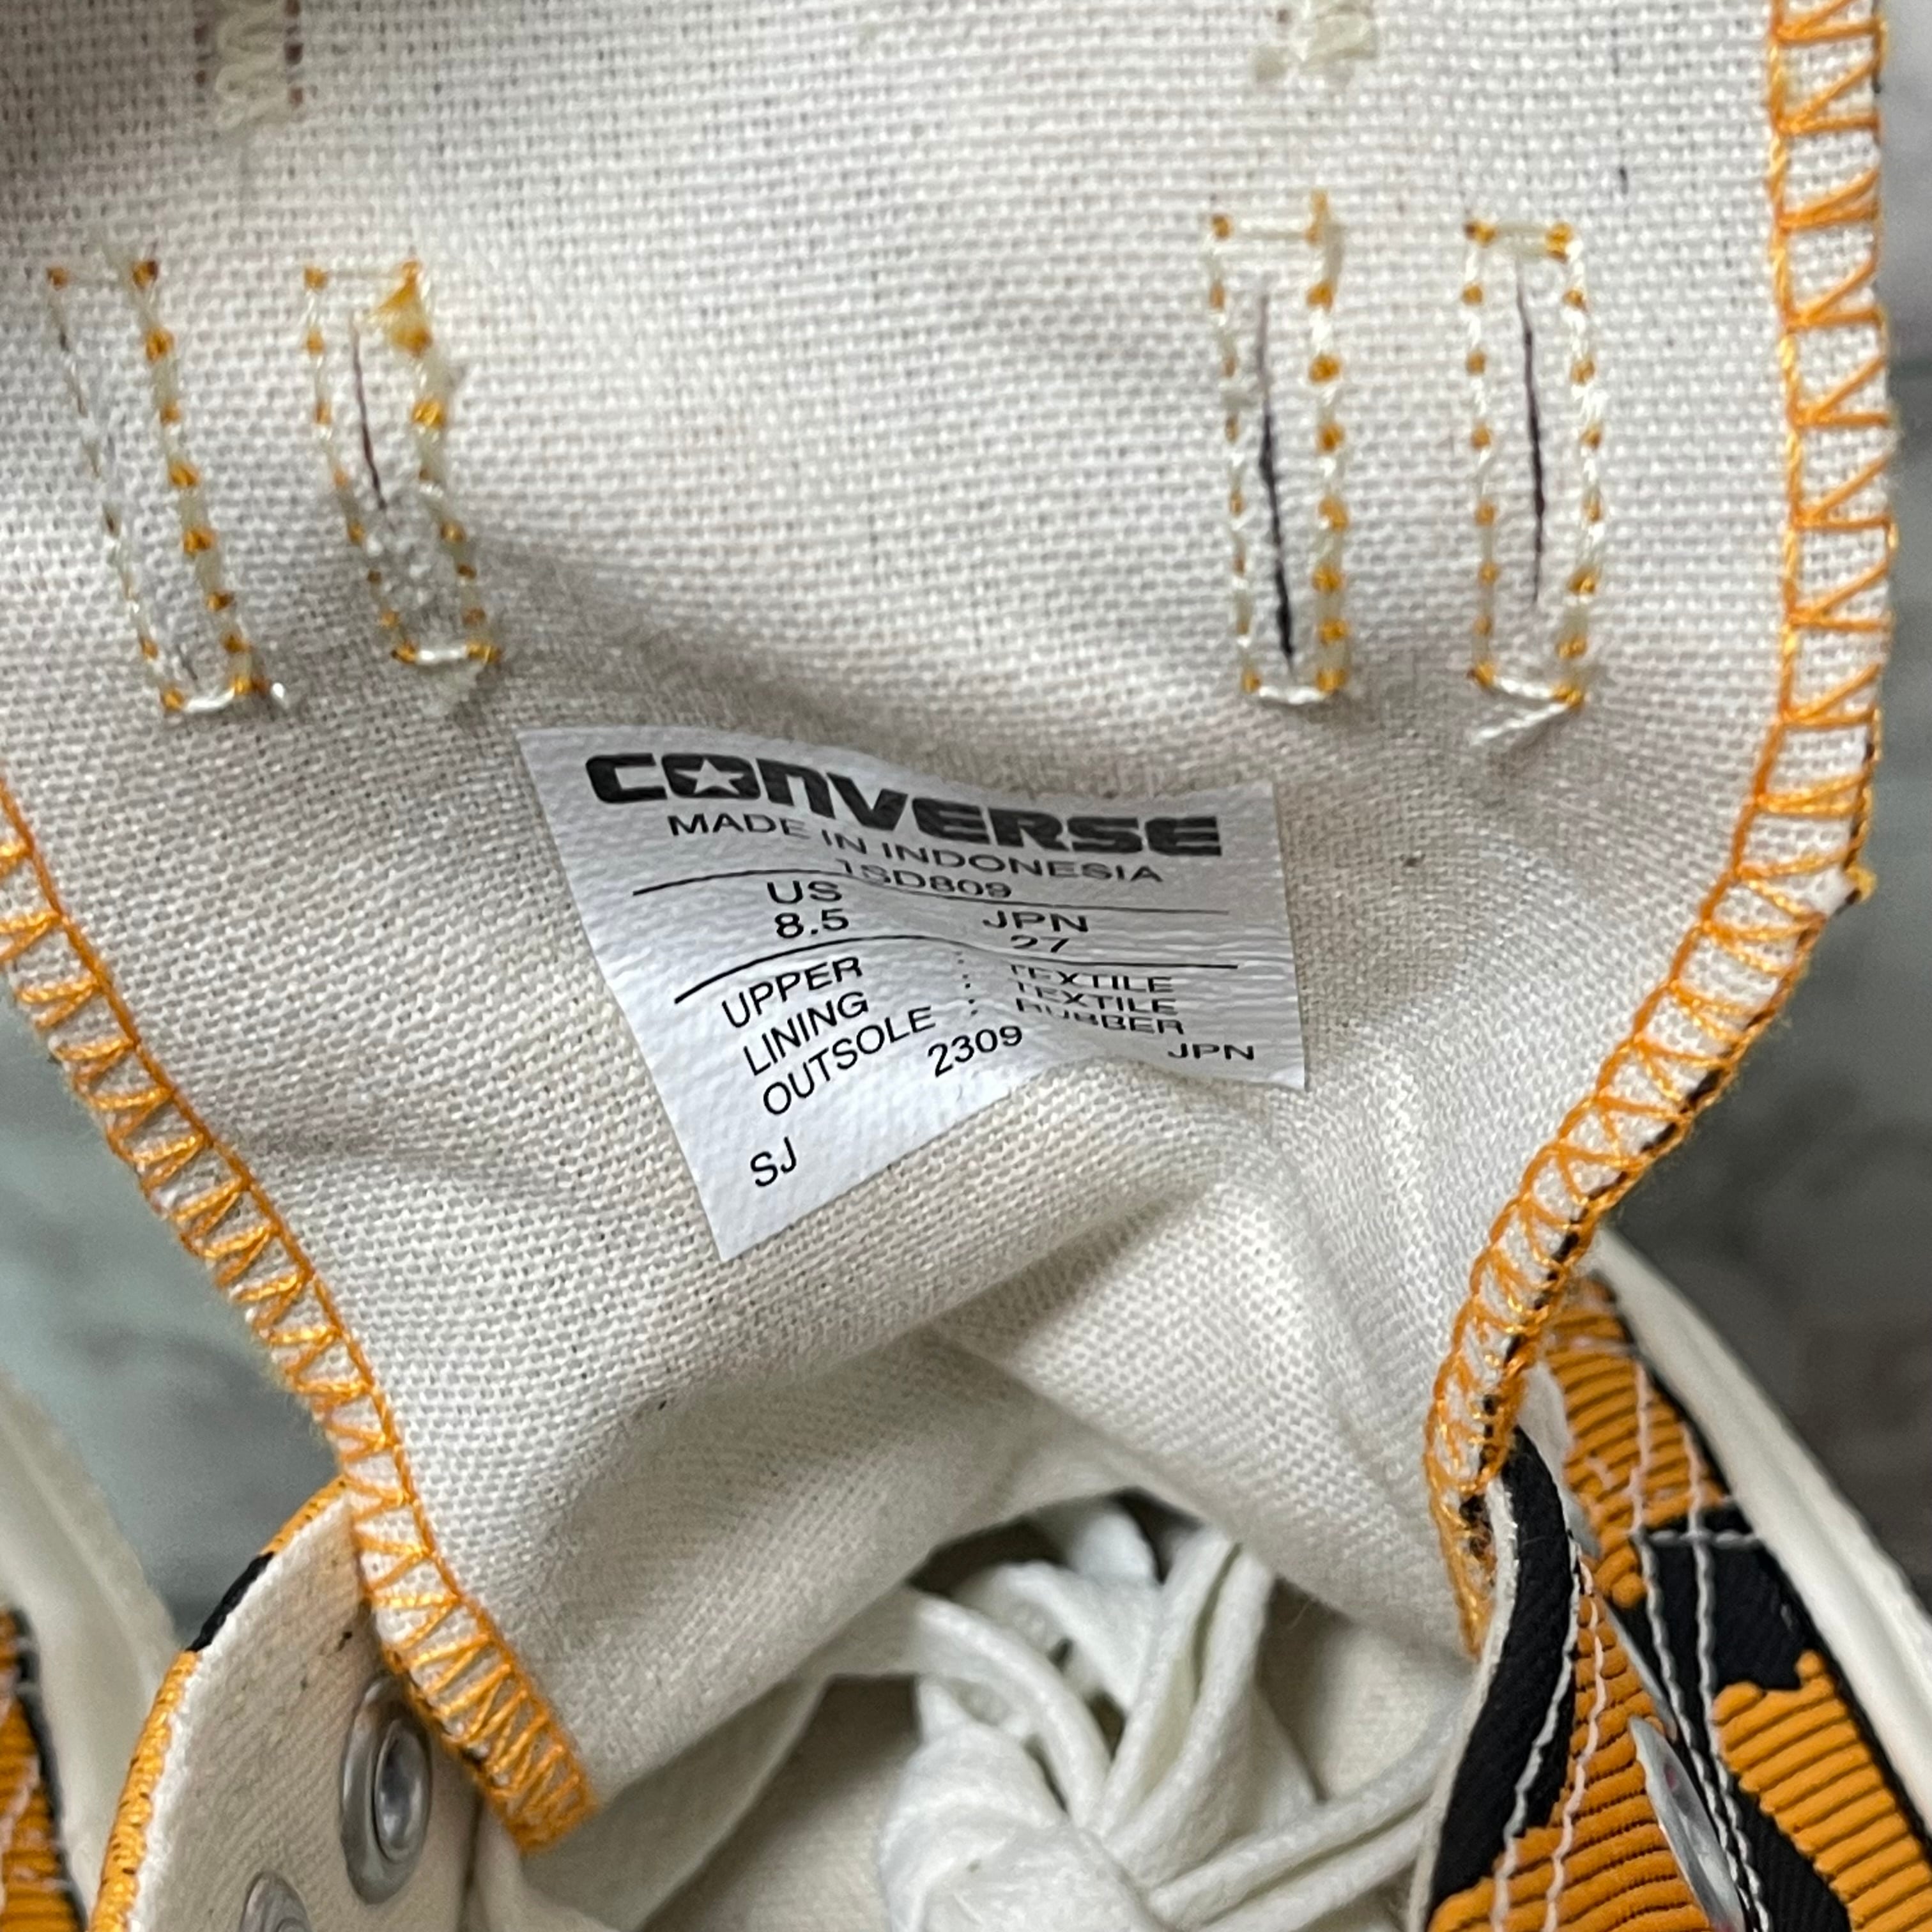 CONVERSE
MADE IN INDONESIA
1SD809
US JPN
8.5 27
UPPER : TEXTILE
LINING : TEXTILE
OUTSOLE : RUBBER
2309 JPN
SJ